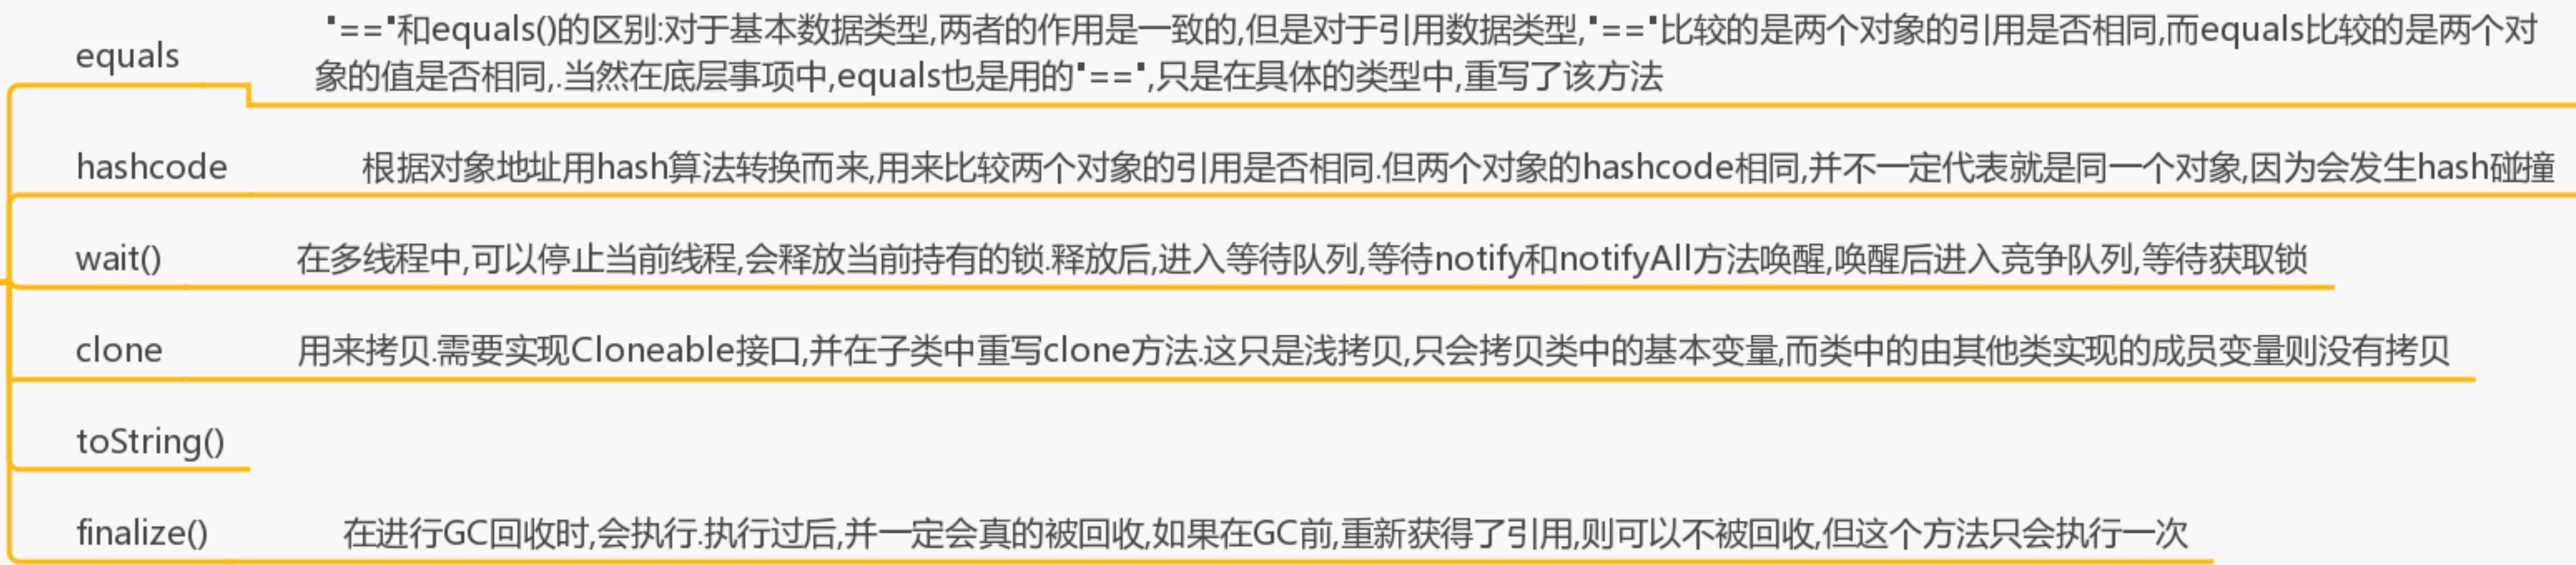 equals
"=="和equals()的区别:对于基本数据类型,两者的作用是一致的,但是对于引用数据类型,"=="比较的是两个对象的引用是否相同,而equals比较的是两个对
象的值是否相同,.当然在底层事项中,equals也是用的"==",只是在具体的类型中,重写了该方法
hashcode
根据对象地址用hash算法转换而来,用来比较两个对象的引用是否相同.但两个对象的hashcode相同,并不一定代表就是同一个对象,因为会发生hash碰撞
wait()
在多线程中,可以停止当前线程,会释放当前持有的锁.释放后,进入等待队列,等待notify和notifyAll方法唤醒,唤醒后进入竞争队列,等待获取锁
clone
用来拷贝.需要实现Cloneable接口,并在子类中重写clone方法.这只是浅拷贝,只会拷贝类中的基本变量,而类中的由其他类实现的成员变量则没有拷贝
toString()
finalize()
在进行GC回收时,会执行.执行过后,并一定会真的被回收,如果在GC前,重新获得了引用,则可以不被回收,但这个方法只会执行一次